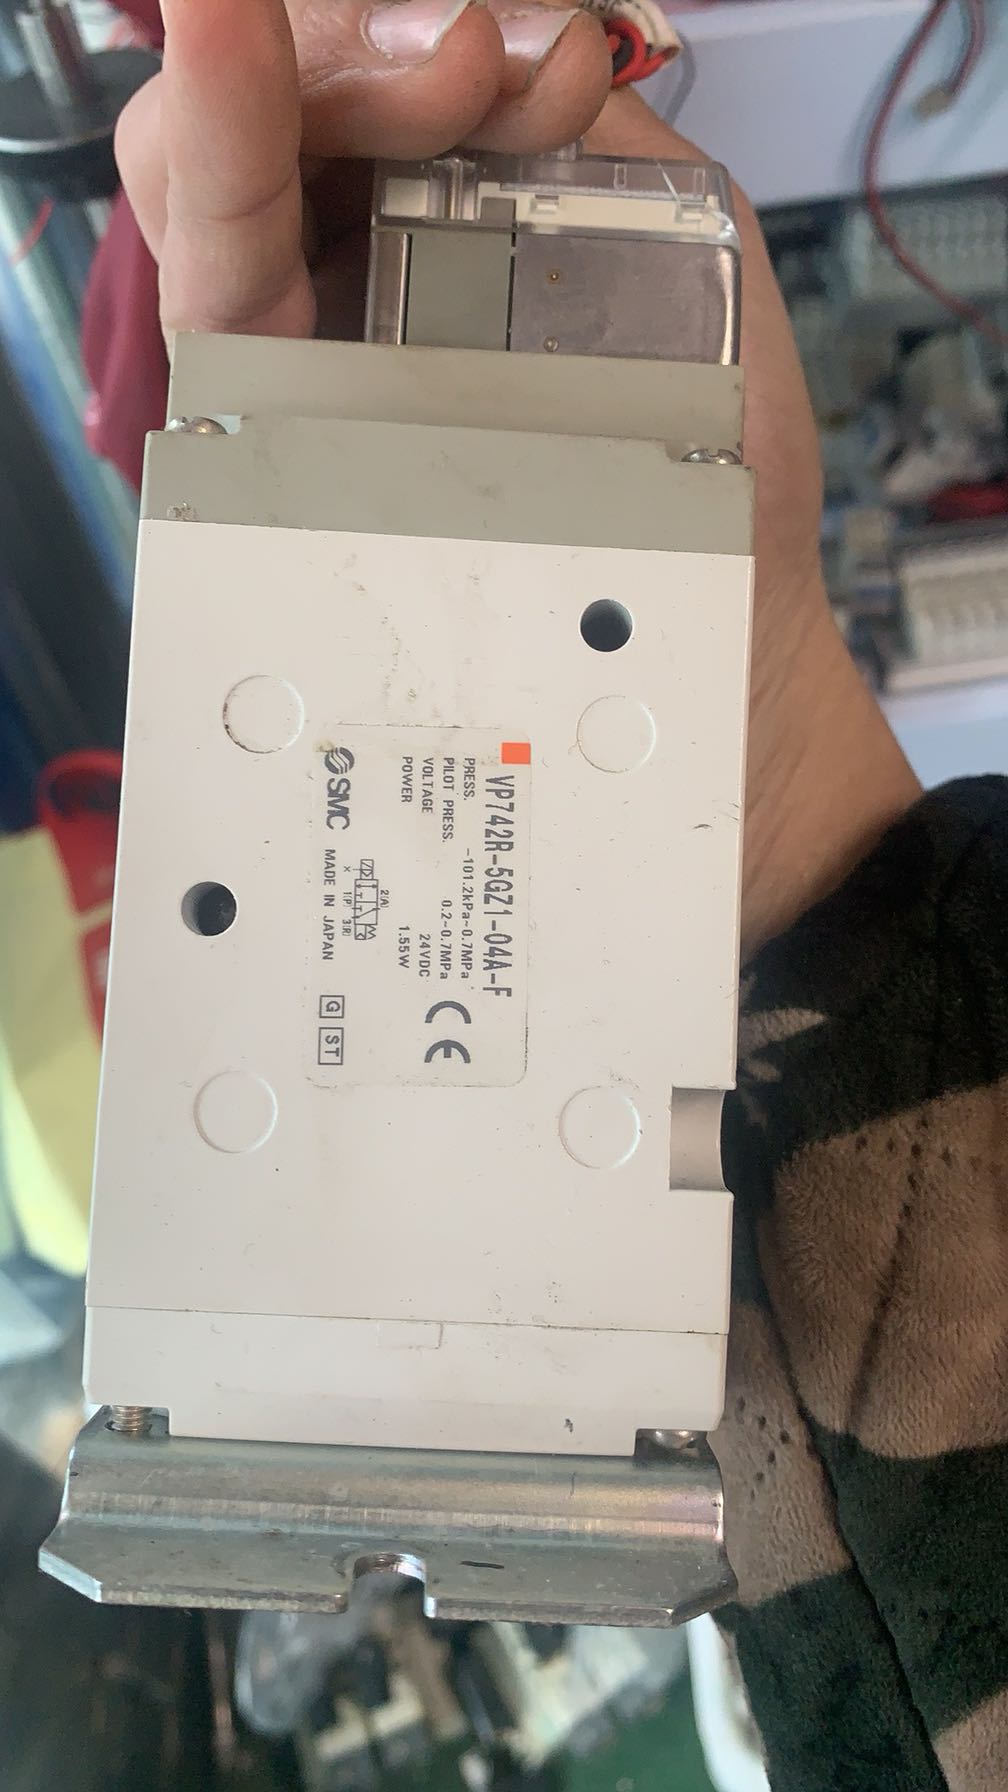 VP742R-5GZ1-04A-F
PRESS. -101.2kPa~0.7MPa
PILOT PRESS. 0.2~0.7MPa
VOLTAGE 24VDC
POWER 1.55W
CE
2(A)
X 1(P) 3(R)
SMC MADE IN JAPAN G ST